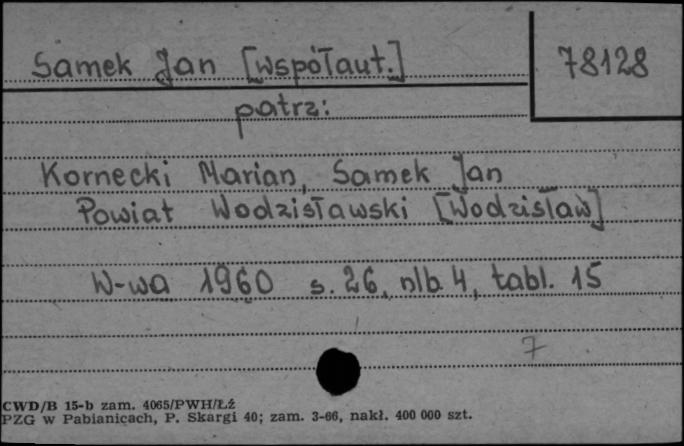 Samek Jan [współaut.]
78128
patrz:
Kornecki Marian, Samek Jan
Powiat Wodzisławski [Wodzisław]
W-wa 1960 s. 26, nlb. 4, tabl. 15
7
CWD/B 15-b zam. 4065/PWH/Łź
PZG w Pabianicach, P. Skargi 40; zam. 3-66, nakł. 400 000 szt.